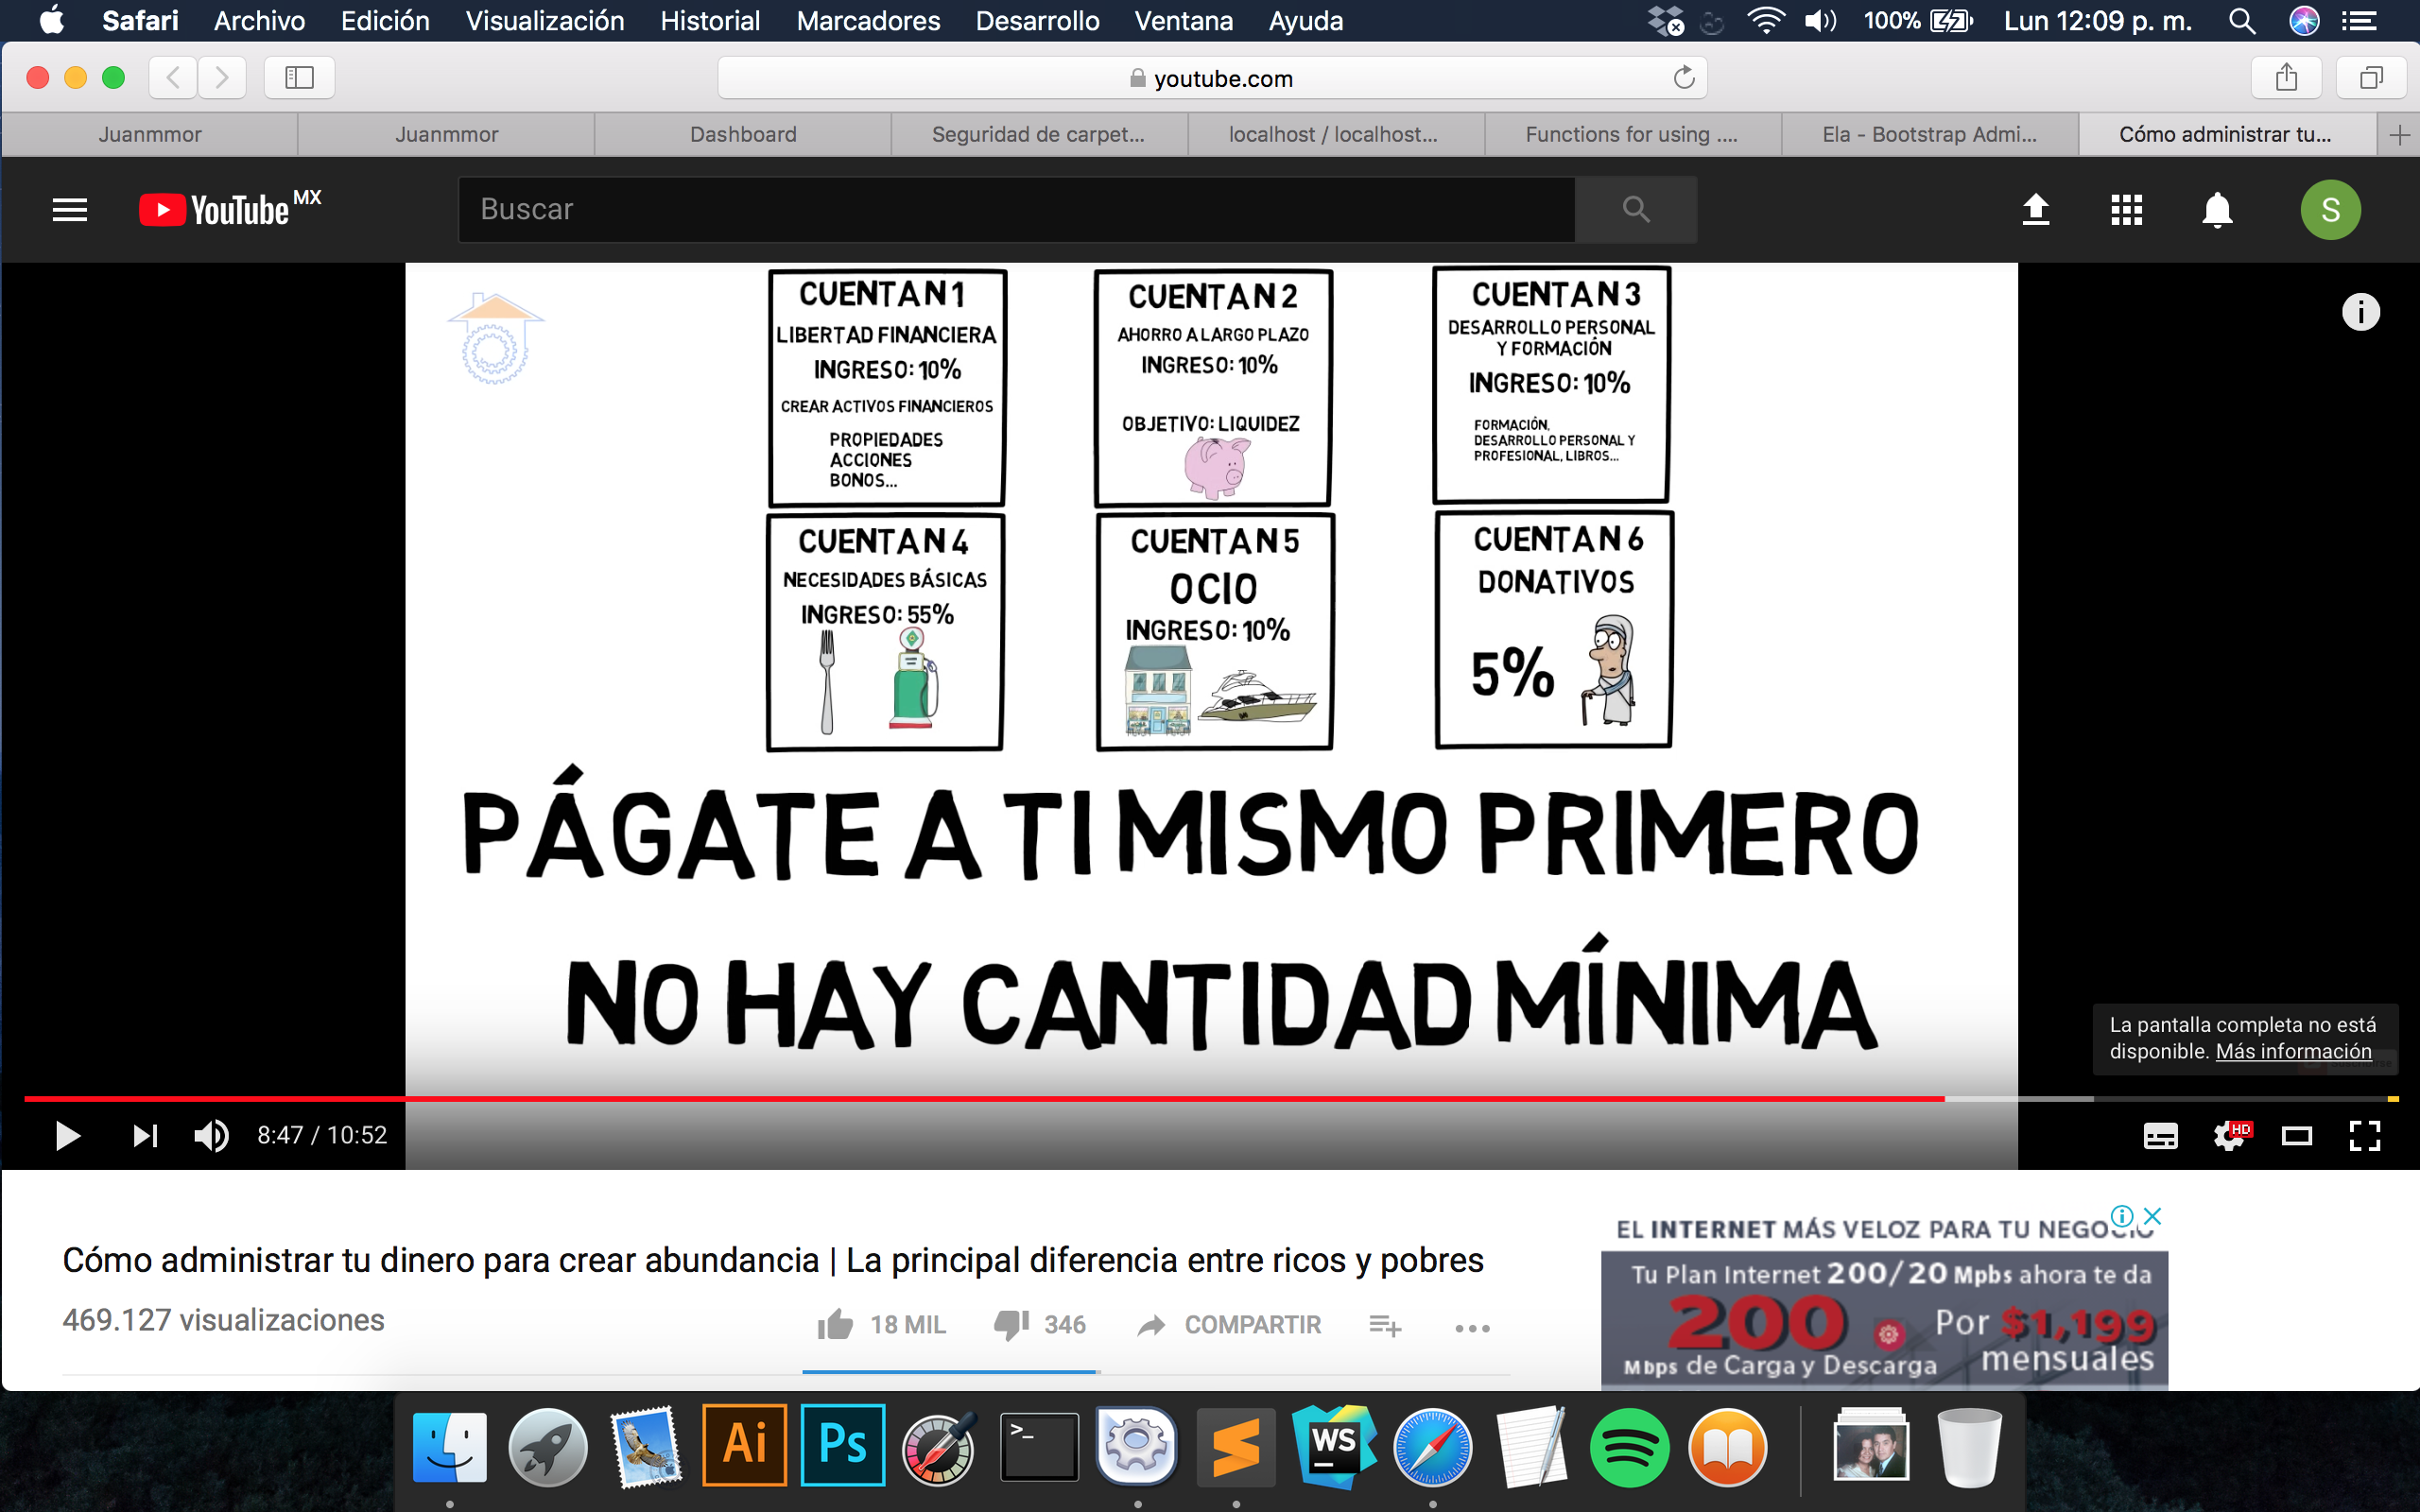 Safari Archivo Edición Visualización Historial Marcadores Desarrollo Ventana Ayuda 100% Lun 12:09 p. m.
youtube.com
Juanmmor Juanmmor Dashboard Seguridad de carpet... localhost / localhost... Functions for using .... Ela - Bootstrap Admi... Cómo administrar tu...
YouTube MX Buscar S
CUENTA N 1
LIBERTAD FINANCIERA
INGRESO: 10%
CREAR ACTIVOS FINANCIEROS
PROPIEDADES
ACCIONES
BONOS...
CUENTA N 2
AHORRO A LARGO PLAZO
INGRESO: 10%
OBJETIVO: LIQUIDEZ
CUENTA N 3
DESARROLLO PERSONAL
Y FORMACIÓN
INGRESO: 10%
FORMACIÓN,
DESARROLLO PERSONAL Y
PROFESIONAL, LIBROS...
CUENTA N 4
NECESIDADES BÁSICAS
INGRESO: 55%
CUENTA N 5
OCIO
INGRESO: 10%
CUENTA N 6
DONATIVOS
5%
PÁGATE A TI MISMO PRIMERO
NO HAY CANTIDAD MÍNIMA
La pantalla completa no está
disponible. Más información
8:47 / 10:52 HD
Cómo administrar tu dinero para crear abundancia | La principal diferencia entre ricos y pobres
469.127 visualizaciones
18 MIL 346 COMPARTIR
EL INTERNET MÁS VELOZ PARA TU NEGOCIO
Tu Plan Internet 200/20 Mpbs ahora te da
200 Por $1,199
Mbps de Carga y Descarga mensuales
Ai Ps >_ WS